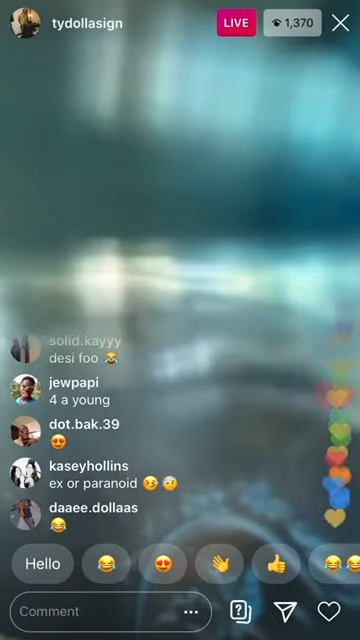 tydollasign
LIVE
1,370
solid.kayyy
desi foo 😂
jewpapi
4 a young
dot.bak.39
😍
kaseyhollins
ex or paranoid 🤒 🤕
daaee.dollaas
😂
Hello
Comment